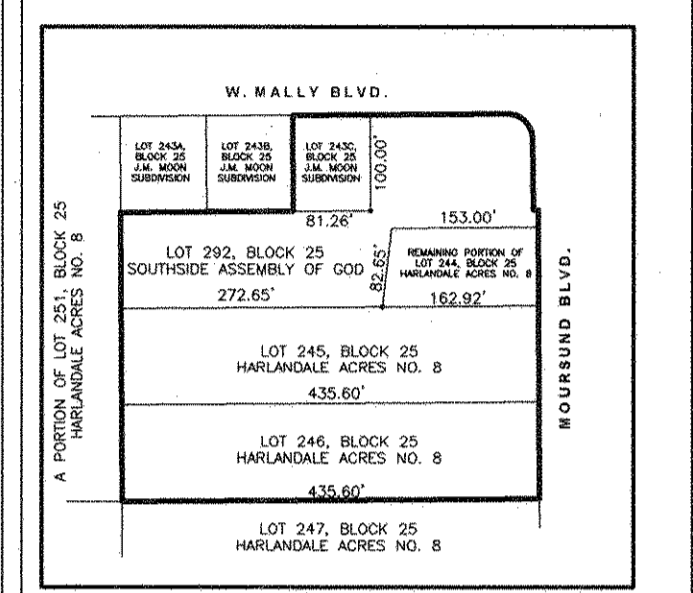 W. MALLY BLVD.
LOT 243A,
BLOCK 25
J.M. MOON
SUBDIVISION
LOT 243B,
BLOCK 25
J.M. MOON
SUBDIVISION
LOT 243C,
BLOCK 25
J.M. MOON
SUBDIVISION
100.00'
81.26'
153.00'
LOT 292, BLOCK 25
SOUTHSIDE ASSEMBLY OF GOD
272.65'
82.65'
REMAINING PORTION OF
LOT 244, BLOCK 25
HARLANDALE ACRES NO. 8
162.92'
A PORTION OF LOT 251, BLOCK 25
HARLANDALE ACRES NO. 8
MOURSUND BLVD.
LOT 245, BLOCK 25
HARLANDALE ACRES NO. 8
435.60'
LOT 246, BLOCK 25
HARLANDALE ACRES NO. 8
435.60'
LOT 247, BLOCK 25
HARLANDALE ACRES NO. 8